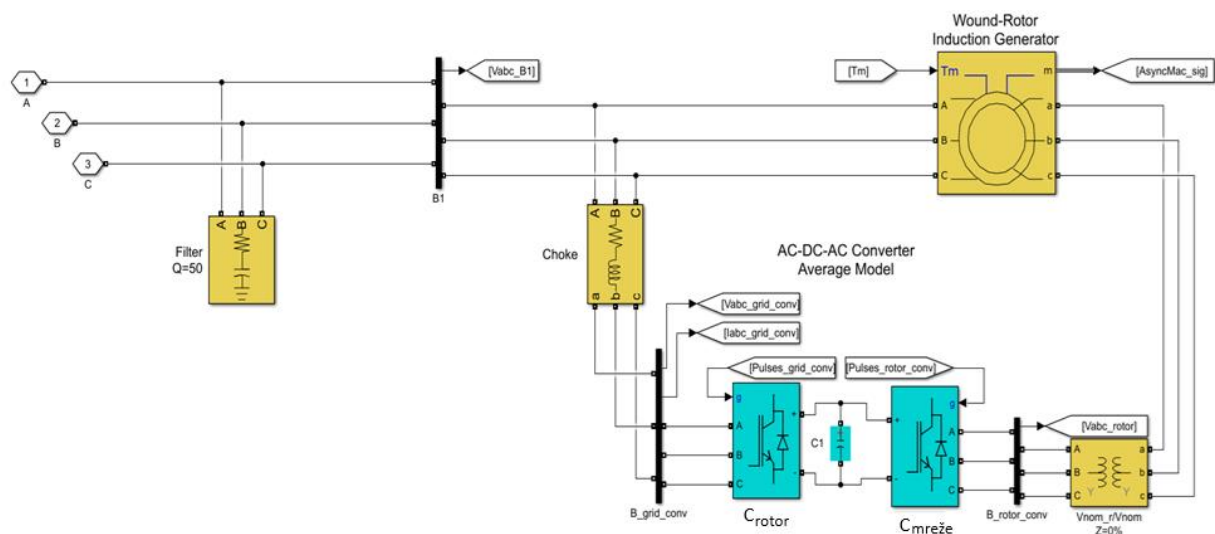 Wound-Rotor
Induction Generator
[Vabc_B1]
[Tm]
Tm
m
[AsyncMac_sig]
1
A
A
a
2
B
B
b
3
C
C
c
B1
A B C
A B C
Filter
Q=50
Choke
a b c
AC-DC-AC Converter
Average Model
[Vabc_grid_conv]
[Iabc_grid_conv]
[Pulses_grid_conv]
[Pulses_rotor_conv]
g
g
[Vabc_rotor]
+
+
A
A
A
a
B
C1
B
B
b
C
-
-
C
C
c
Y
Y
B_grid_conv
Crotor
Cmreže
B_rotor_conv
Vnom_r/Vnom
Z=0%